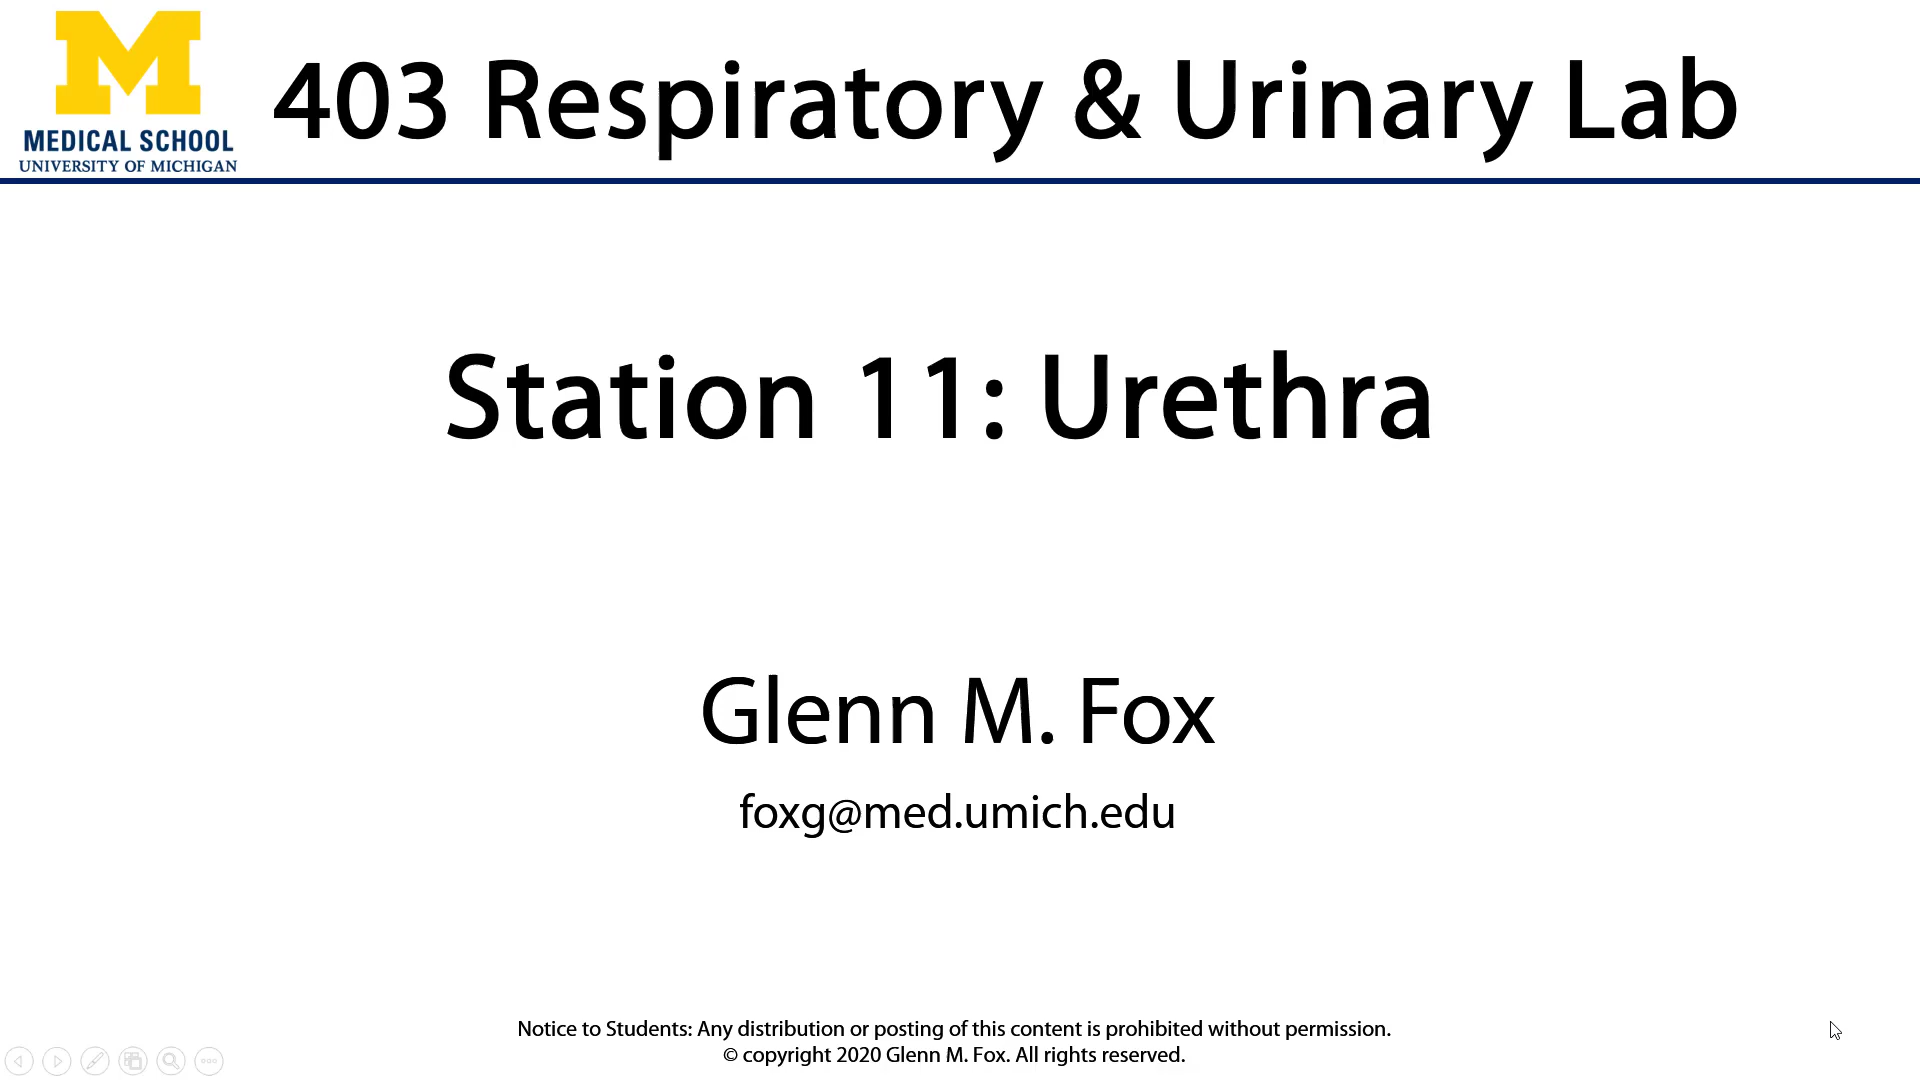 M
MEDICAL SCHOOL
UNIVERSITY OF MICHIGAN
403 Respiratory & Urinary Lab
Station 11: Urethra
Glenn M. Fox
foxg@med.umich.edu
Notice to Students: Any distribution or posting of this content is prohibited without permission.
© copyright 2020 Glenn M. Fox. All rights reserved.